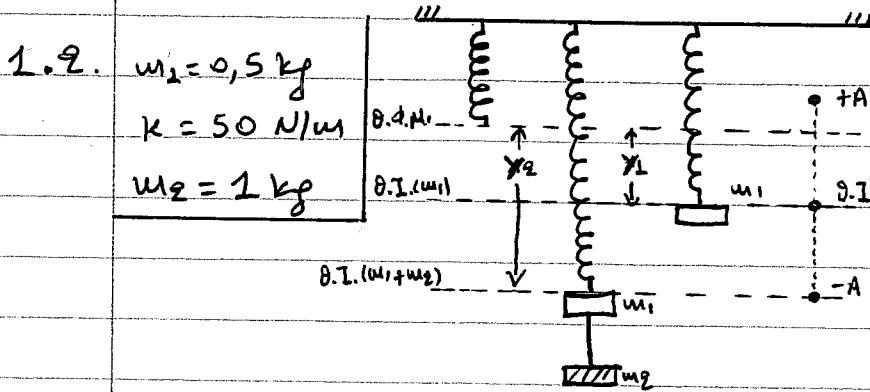 1.2. m₁ = 0,5 kg
k = 50 N/m
m₂ = 1 kg
+A
θ.φ.μ.
y₂ y₁
θ.I.(m₁) m₁ θ.I
θ.I.(m₁+m₂) -A
m₁
m₂